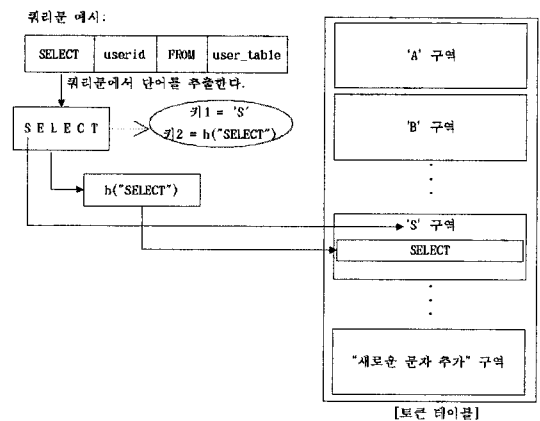 쿼리문 예시:
SELECT userid FROM user_table
쿼리문에서 단어를 추출한다.
S E L E C T
키1 = 'S'
키2 = h("SELECT")
h("SELECT")
'A' 구역
'B' 구역
'S' 구역
SELECT
"새로운 문자 추가" 구역
[토큰 테이블]